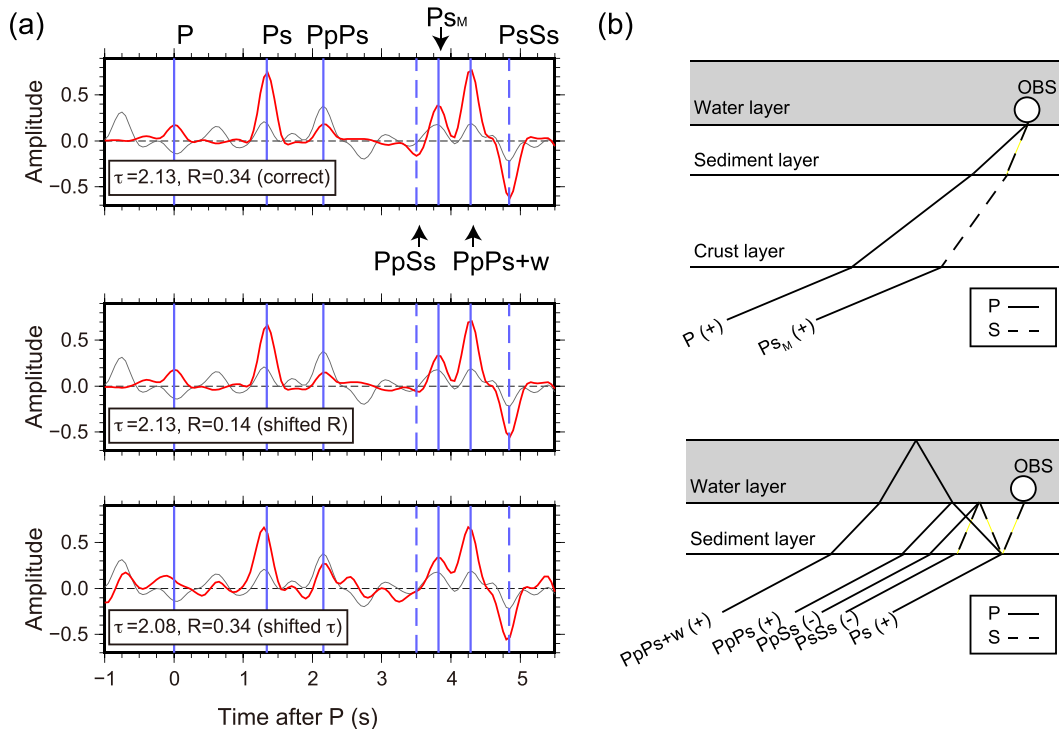 (a)
P Ps PpPs PsM PsSs
Amplitude
0.5
0.0
−0.5
τ=2.13, R=0.34 (correct)
PpSs PpPs+w
Amplitude
0.5
0.0
−0.5
τ=2.13, R=0.14 (shifted R)
Amplitude
0.5
0.0
−0.5
τ=2.08, R=0.34 (shifted τ)
−1 0 1 2 3 4 5
Time after P (s)
(b)
OBS
Water layer
Sediment layer
Crust layer
P (+)
PsM (+)
P
S
OBS
Water layer
Sediment layer
PpPs+w (+)
PpPs (+)
PpSs (-)
PsSs (-)
Ps (+)
P
S